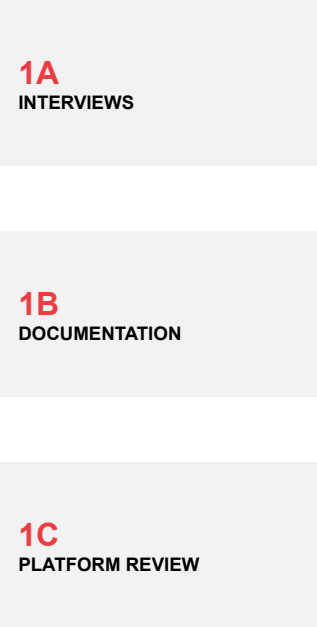 1A
INTERVIEWS
1B
DOCUMENTATION
1C
PLATFORM REVIEW